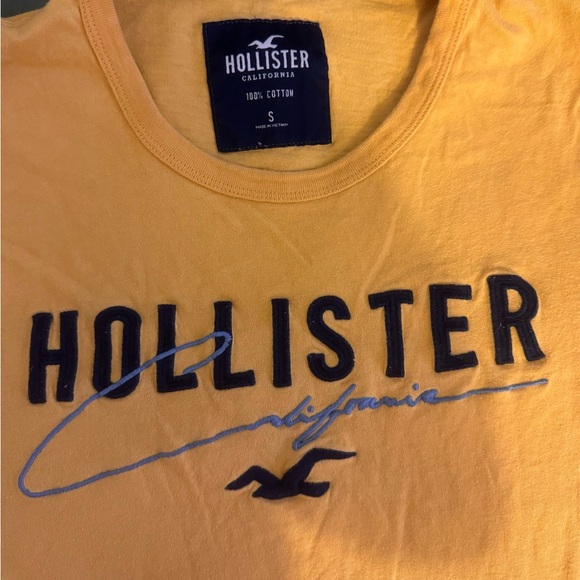 HOLLISTER
CALIFORNIA
100% COTTON
S
MADE IN VIETNAM
HOLLISTER
California